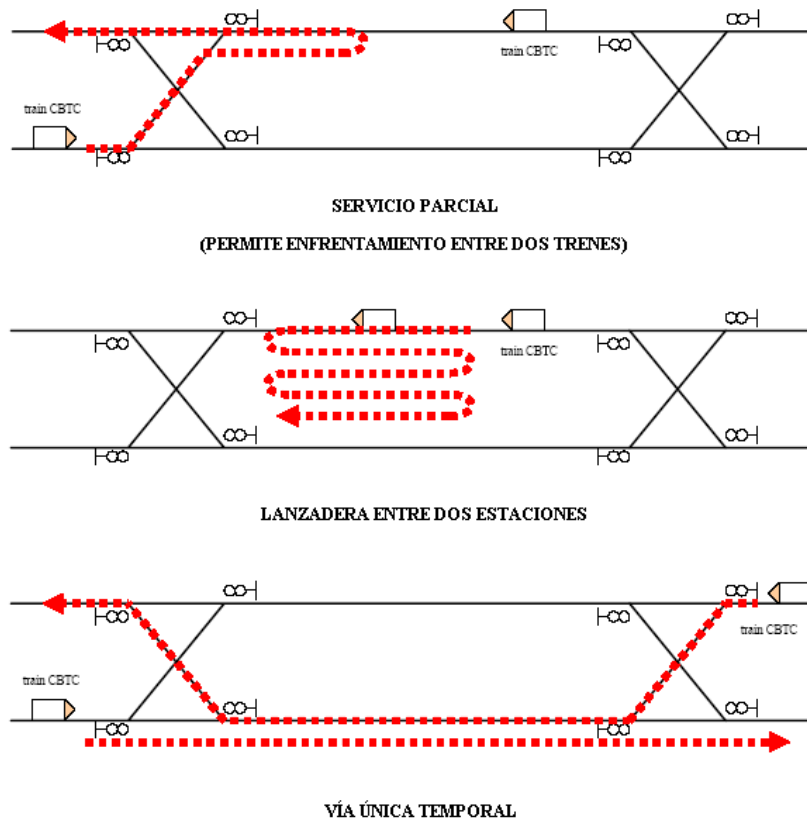 train CBTC
train CBTC
SERVICIO PARCIAL
(PERMITE ENFRENTAMIENTO ENTRE DOS TRENES)
train CBTC
LANZADERA ENTRE DOS ESTACIONES
train CBTC
train CBTC
VÍA ÚNICA TEMPORAL